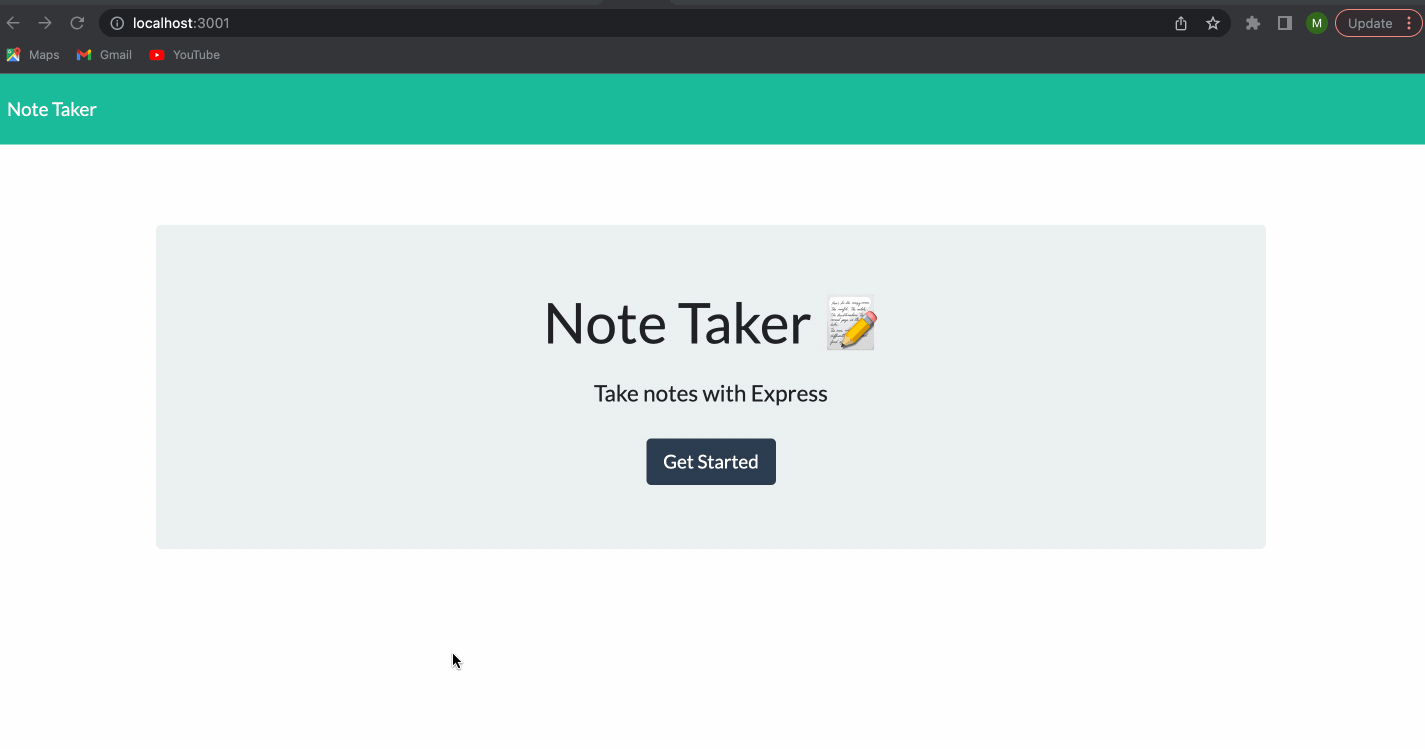 localhost:3001
M
Update
Maps Gmail YouTube
Note Taker
Note Taker 📝
Take notes with Express
Get Started